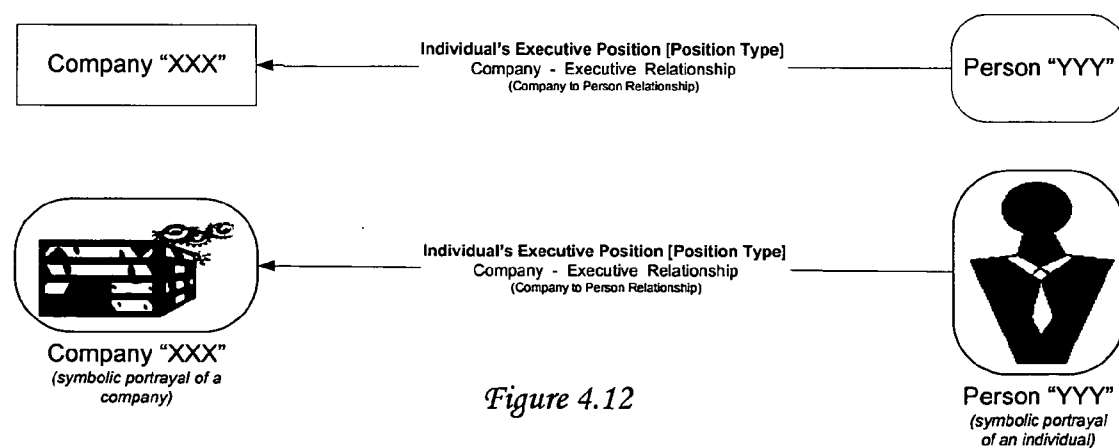 Company “XXX”
Individual's Executive Position [Position Type]
Company - Executive Relationship
(Company to Person Relationship)
Person “YYY”
Individual's Executive Position [Position Type]
Company - Executive Relationship
(Company to Person Relationship)
Company “XXX”
(symbolic portrayal of a
company)
Person “YYY”
(symbolic portrayal
of an individual)
Figure 4.12